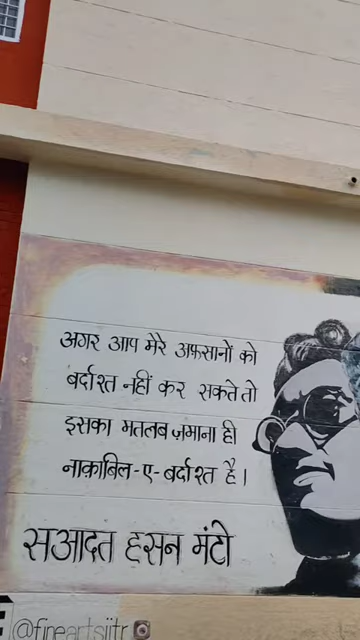 अगर आप मेरे अफ़सानों को
बर्दाश्त नहीं कर सकते तो
इसका मतलब ज़माना ही
नाक़ाबिल-ए-बर्दाश्त है।
सआदत हसन मंटो
@fineartsiitr